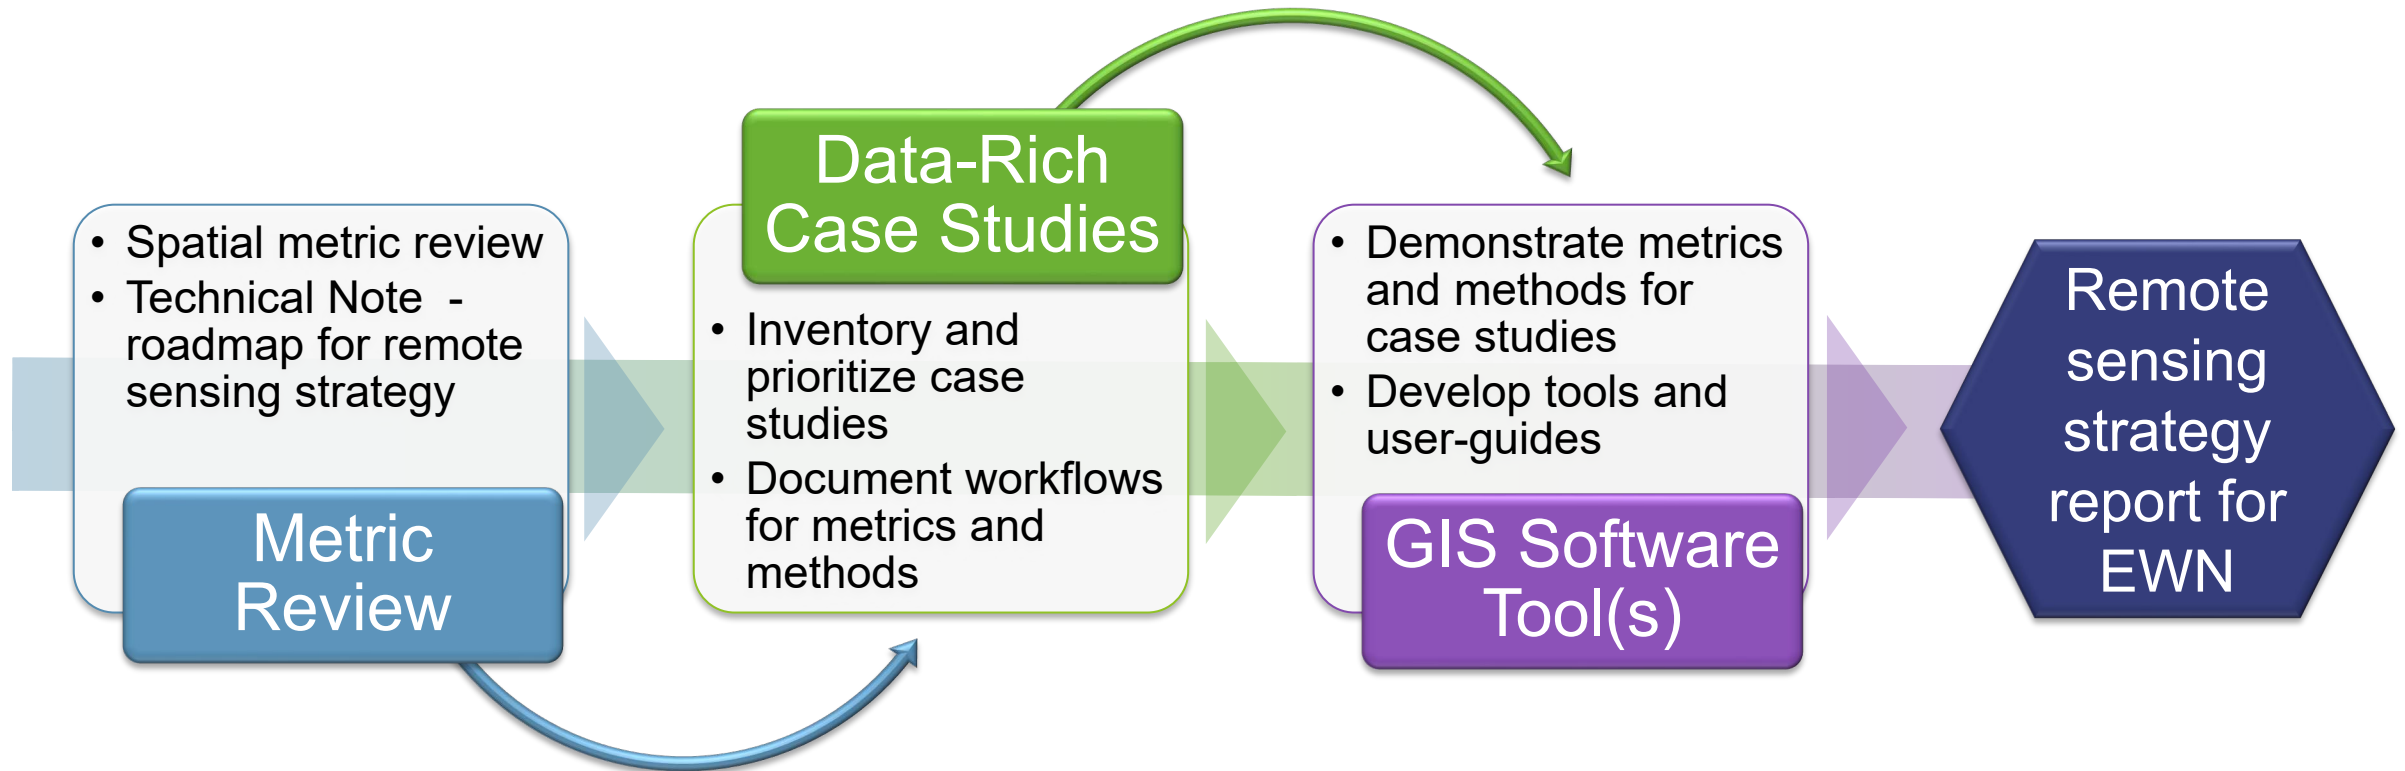 • Spatial metric review
• Technical Note  -
roadmap for remote
sensing strategy
Metric
Review
Data-Rich
Case Studies
• Inventory and
prioritize case
studies
• Document workflows
for metrics and
methods
• Demonstrate metrics
and methods for
case studies
• Develop tools and
user-guides
GIS Software
Tool(s)
Remote
sensing
strategy
report for
EWN